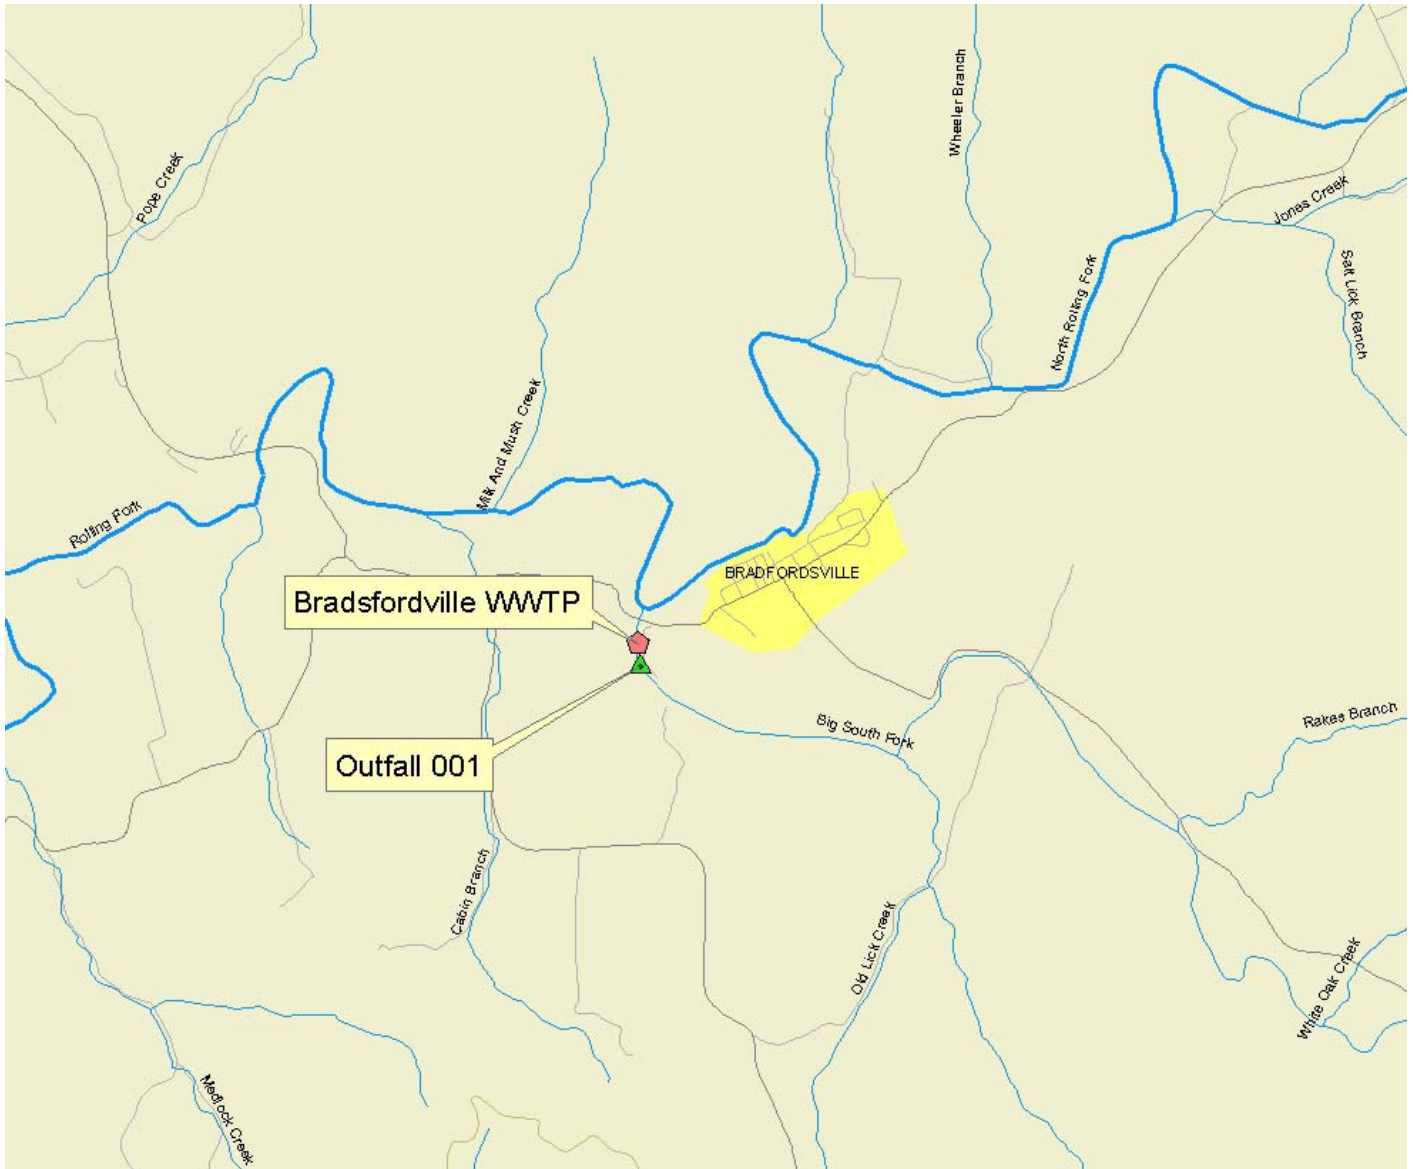 Wheeler Branch
Pope Creek
Jones Creek
Salt Lick Branch
North Rolling Fork
Milk And Mush Creek
Rolling Fork
BRADFORDSVILLE
Bradsfordville WWTP
Big South Fork
Rakes Branch
Outfall 001
Cabin Branch
Old Lick Creek
White Oak Creek
Medlock Creek